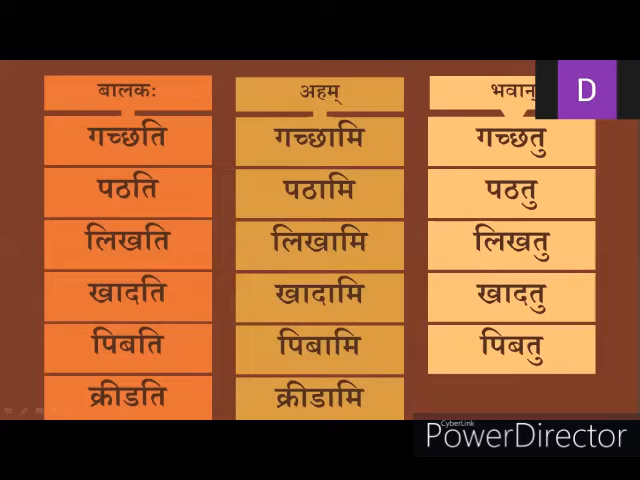 बालकः अहम् भवान्
D
गच्छति गच्छामि गच्छतु
पठति पठामि पठतु
लिखति लिखामि लिखतु
खादति खादामि खादतु
पिबति पिबामि पिबतु
क्रीडति क्रीडामि
CyberLink
PowerDirector